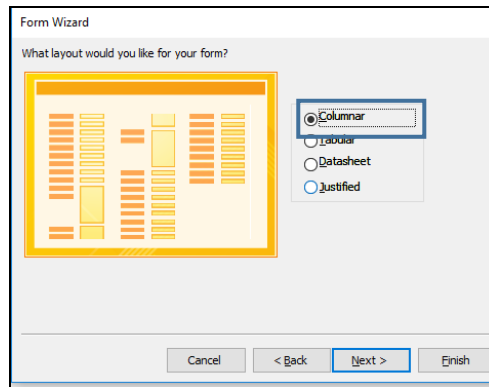 Form Wizard
What layout would you like for your form?
Columnar
Tabular
Datasheet
Justified
Cancel
< Back
Next >
Finish